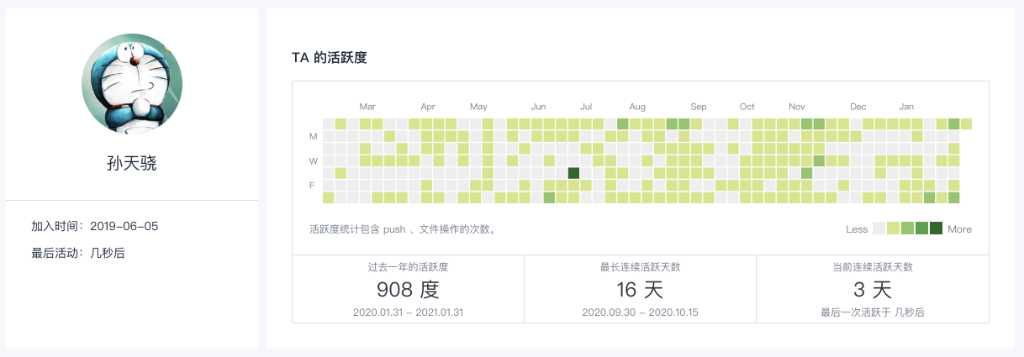 孙天骁
加入时间：2019-06-05
最后活动：几秒后
TA 的活跃度
Mar Apr May Jun Jul Aug Sep Oct Nov Dec Jan
M
W
F
活跃度统计包含 push 、文件操作的次数。
Less More
过去一年的活跃度
908 度
2020.01.31 - 2021.01.31
最长连续活跃天数
16 天
2020.09.30 - 2020.10.15
当前连续活跃天数
3 天
最后一次活跃于 几秒后